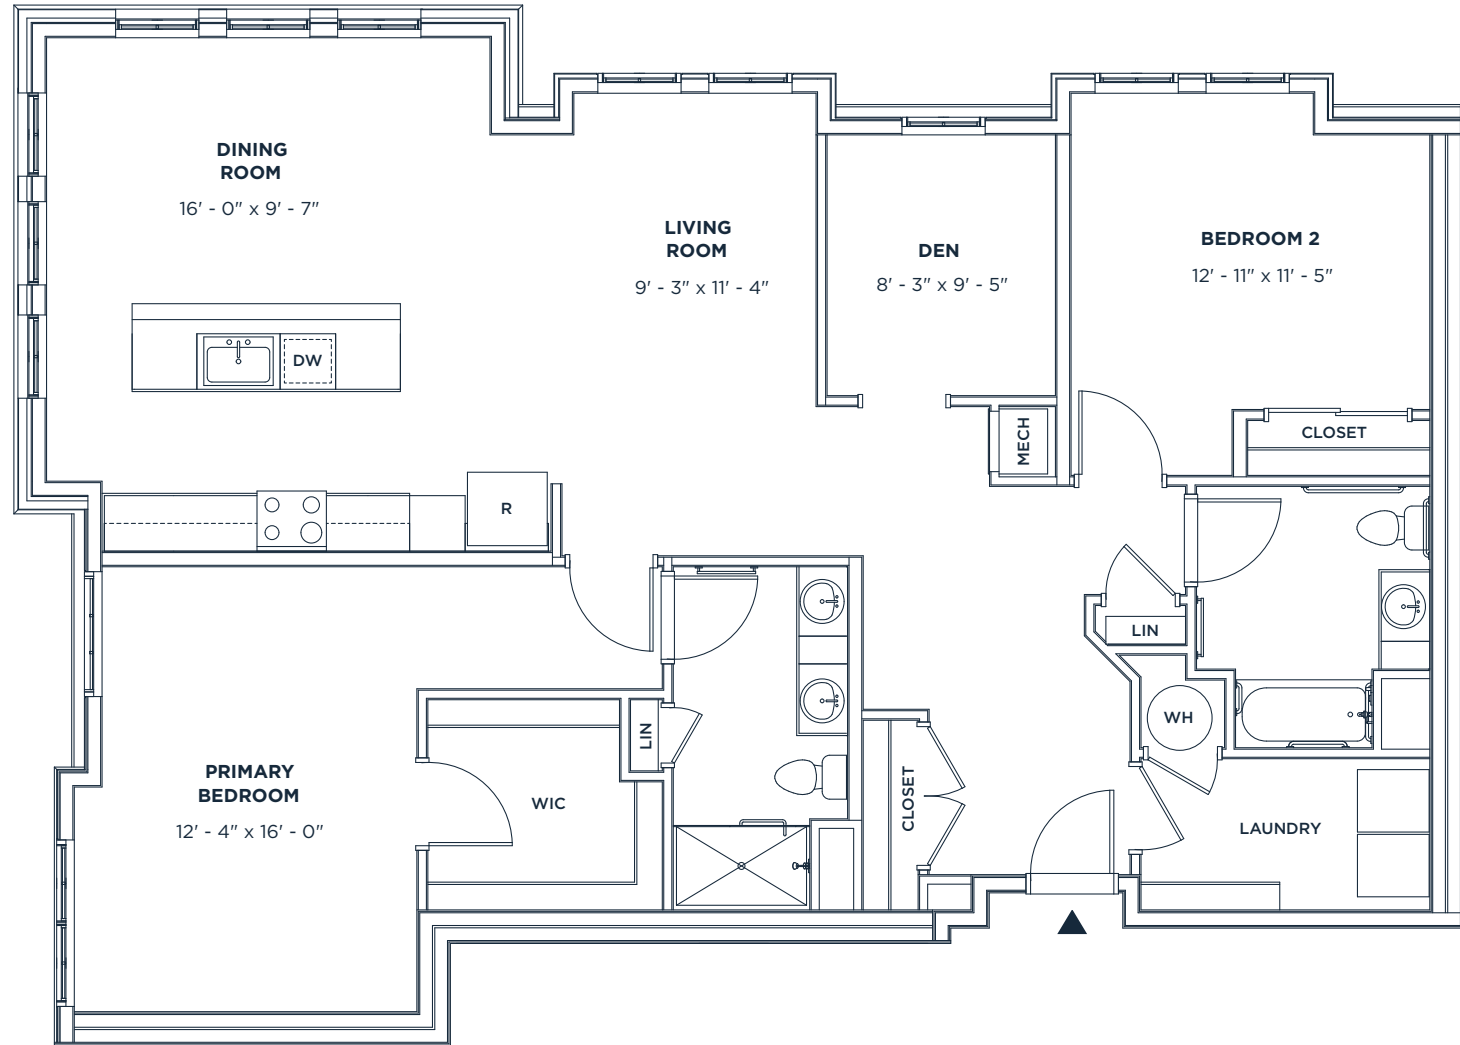 DINING
ROOM
16' - 0" x 9' - 7"
LIVING
ROOM
9' - 3" x 11' - 4"
DEN
8' - 3" x 9' - 5"
BEDROOM 2
12' - 11" x 11' - 5"
DW
MECH
CLOSET
R
LIN
WH
LIN
PRIMARY
BEDROOM
12' - 4" x 16' - 0"
WIC
CLOSET
LAUNDRY